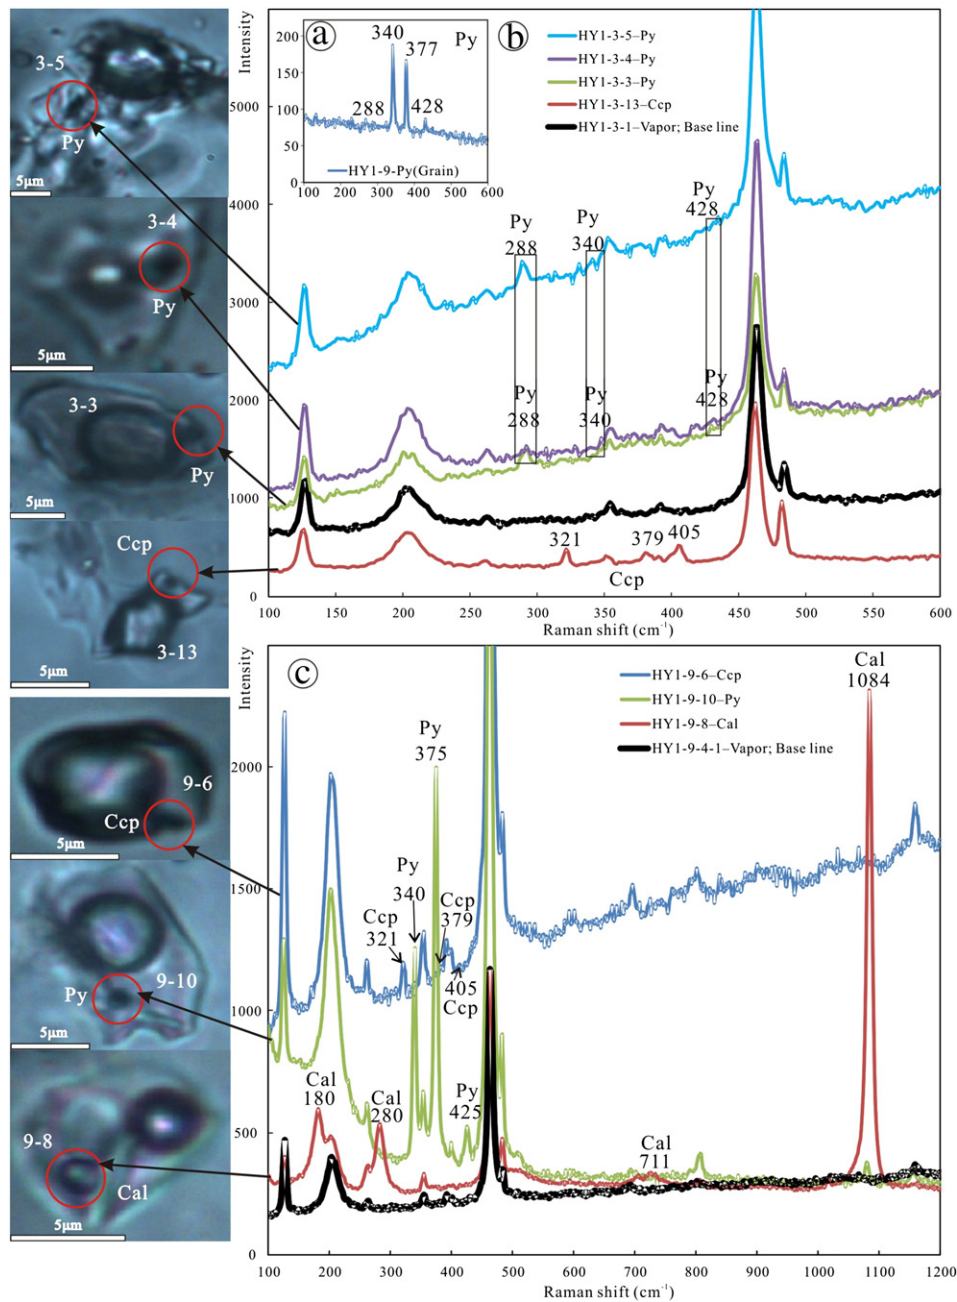 3-5
Py
5μm
3-4
Py
5μm
3-3
Py
5μm
Ccp
3-13
5μm
9-6
Ccp
5μm
9-10
Py
5μm
9-8
Cal
5μm
a
Py
340
377
288
428
200
150
100
50
0
HY1-9-Py(Grain)
100 200 300 400 500 600
b
HY1-3-5-Py
HY1-3-4-Py
HY1-3-3-Py
HY1-3-13-Ccp
HY1-3-1-Vapor; Base line
Intensity
5000
4000
3000
2000
1000
0
Py
288
Py
340
Py
428
Py
288
Py
340
Py
428
321
379
405
Ccp
100 150 200 250 300 350 400 450 500 550 600
Raman shift (cm⁻¹)
c
HY1-9-6-Ccp
HY1-9-10-Py
HY1-9-8-Cal
HY1-9-4-1-Vapor; Base line
Cal
1084
Intensity
2000
1500
1000
500
0
Py
375
Py
340
Ccp
321
Ccp
379
405
Ccp
Cal
180
Cal
280
Py
425
Cal
711
100 200 300 400 500 600 700 800 900 1000 1100 1200
Raman shift (cm⁻¹)